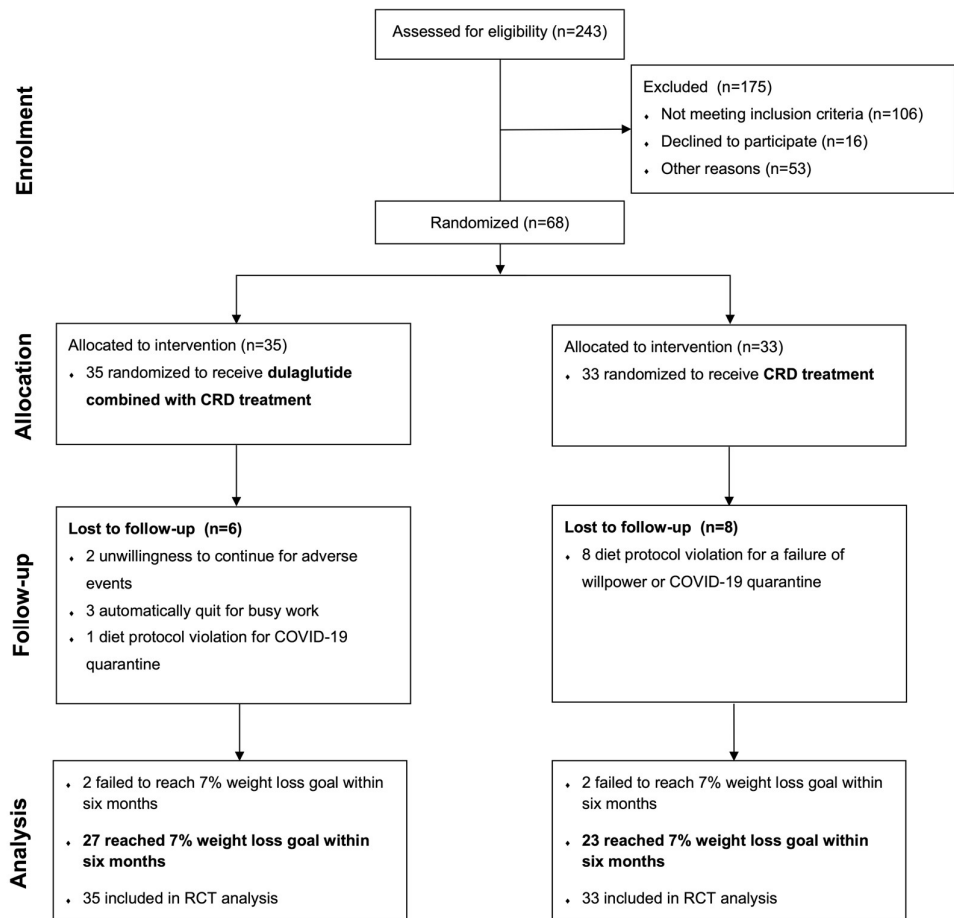 Assessed for eligibility (n=243)
Enrolment
Excluded (n=175)
⬧ Not meeting inclusion criteria (n=106)
⬧ Declined to participate (n=16)
⬧ Other reasons (n=53)
Randomized (n=68)
Allocation
Allocated to intervention (n=35)
⬧ 35 randomized to receive dulaglutide
combined with CRD treatment
Allocated to intervention (n=33)
⬧ 33 randomized to receive CRD treatment
Follow-up
Lost to follow-up (n=6)
⬧ 2 unwillingness to continue for adverse
events
⬧ 3 automatically quit for busy work
⬧ 1 diet protocol violation for COVID-19
quarantine
Lost to follow-up (n=8)
⬧ 8 diet protocol violation for a failure of
willpower or COVID-19 quarantine
Analysis
⬧ 2 failed to reach 7% weight loss goal within
six months
⬧ 27 reached 7% weight loss goal within
six months
⬧ 35 included in RCT analysis
⬧ 2 failed to reach 7% weight loss goal within
six months
⬧ 23 reached 7% weight loss goal within
six months
⬧ 33 included in RCT analysis